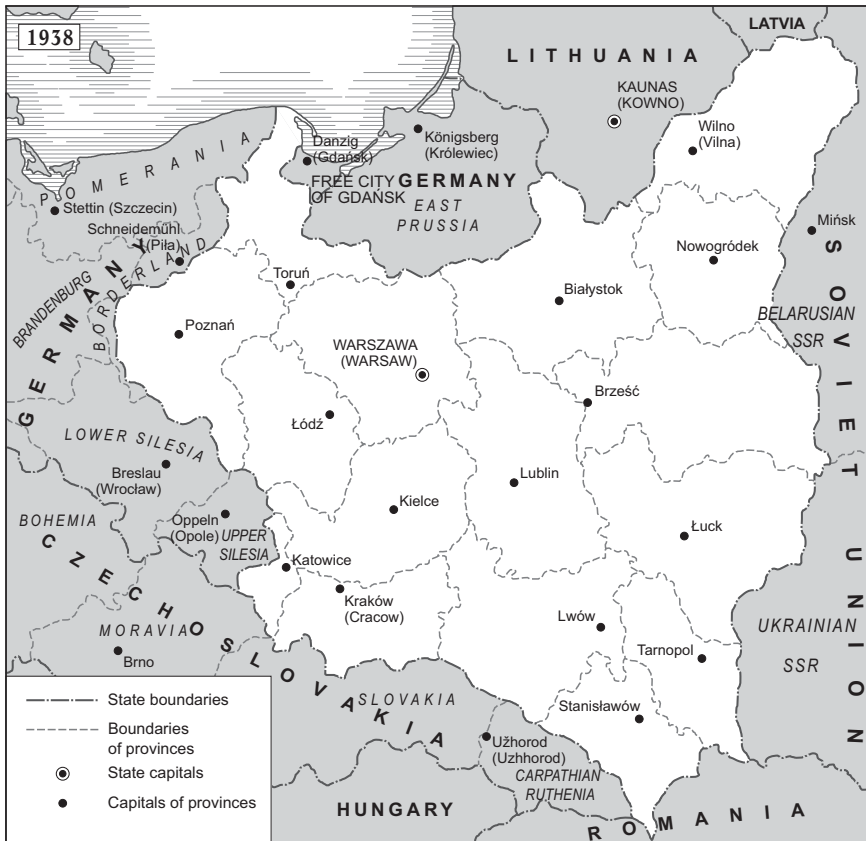 1938
LATVIA
LITHUANIA
KAUNAS
(KOWNO)
Wilno
(Vilna)
Danzig
(Gdańsk)
Königsberg
(Królewiec)
FREE CITY
OF GDAŃSK
GERMANY
EAST
PRUSSIA
POMERANIA
Stettin (Szczecin)
Schneidemühl
(Piła)
BORDERLAND
BRANDENBURG
GERMANY
Mińsk
SOVIET UNION
Nowogródek
BELARUSIAN
SSR
Toruń
Białystok
Poznań
WARSZAWA
(WARSAW)
Brześć
Łódź
LOWER SILESIA
Breslau
(Wrocław)
Lublin
Kielce
Łuck
BOHEMIA
Oppeln
(Opole)
UPPER
SILESIA
CZECHOSLOVAKIA
Katowice
Kraków
(Cracow)
MORAVIA
Brno
Lwów
Tarnopol
UKRAINIAN
SSR
SLOVAKIA
Stanisławów
Užhorod
(Uzhhorod)
CARPATHIAN
RUTHENIA
HUNGARY
ROMANIA
State boundaries
Boundaries
of provinces
State capitals
Capitals of provinces